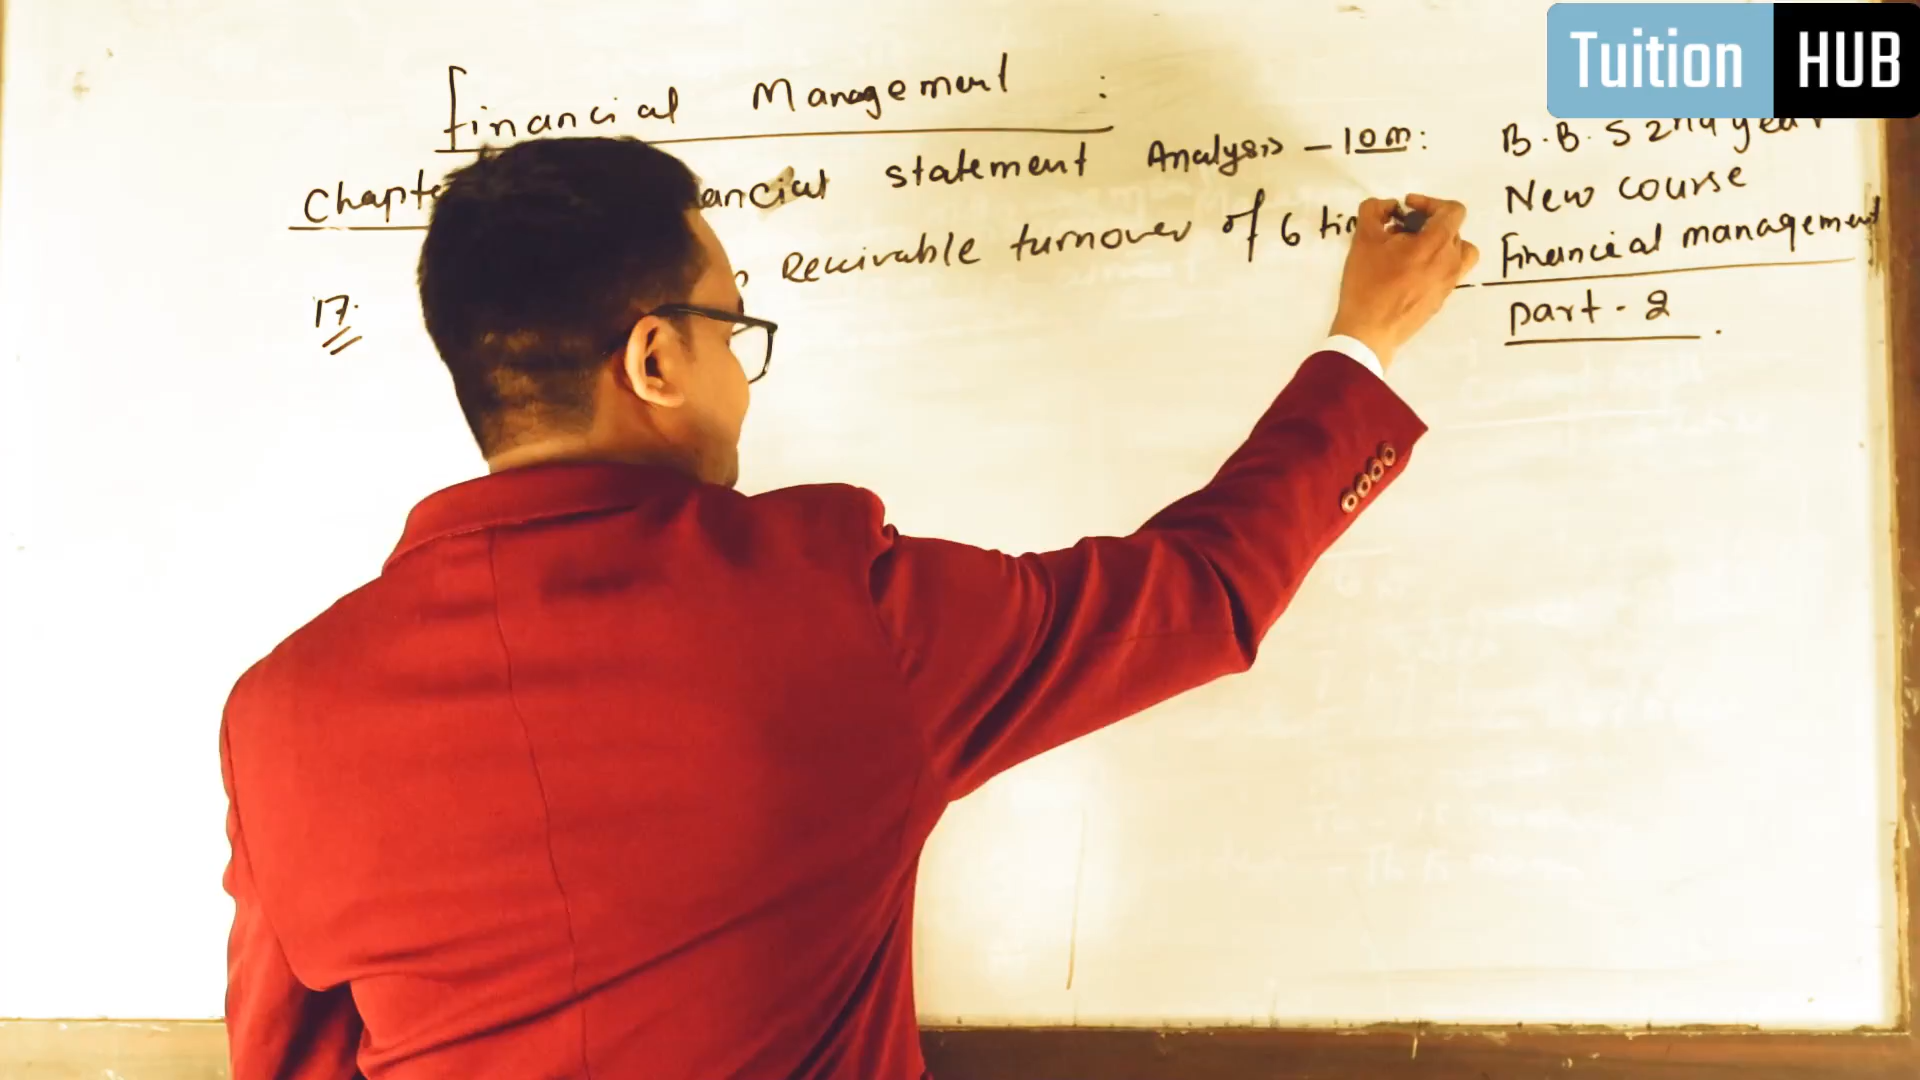 Tuition HUB
Financial Management :
Chapte ancial statement Analysis - 10m:
17. Receivable turnover of 6 tim
B.B.S 2nd year
New course
Financial management
part - 2